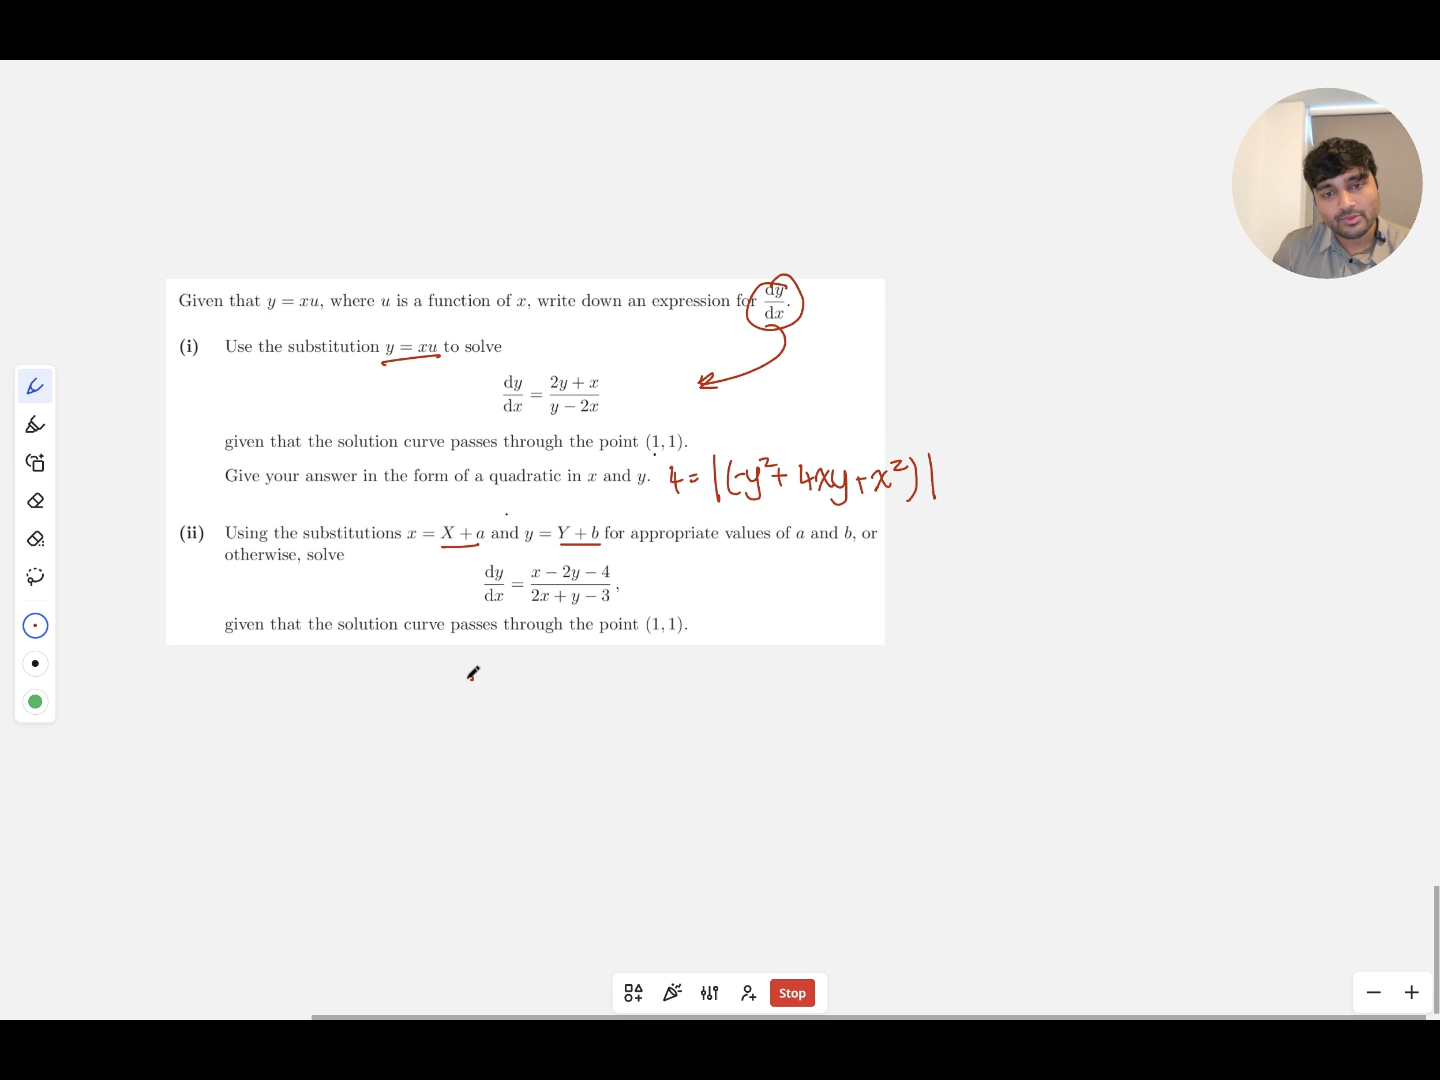 Given that y = xu, where u is a function of x, write down an expression for dy/dx.
(i) Use the substitution y = xu to solve
dy/dx = (2y + x)/(y − 2x)
given that the solution curve passes through the point (1, 1).
Give your answer in the form of a quadratic in x and y. 4 = |(-y² + 4xy + x²)|
(ii) Using the substitutions x = X + a and y = Y + b for appropriate values of a and b, or
otherwise, solve
dy/dx = (x − 2y − 4)/(2x + y − 3),
given that the solution curve passes through the point (1, 1).
Stop